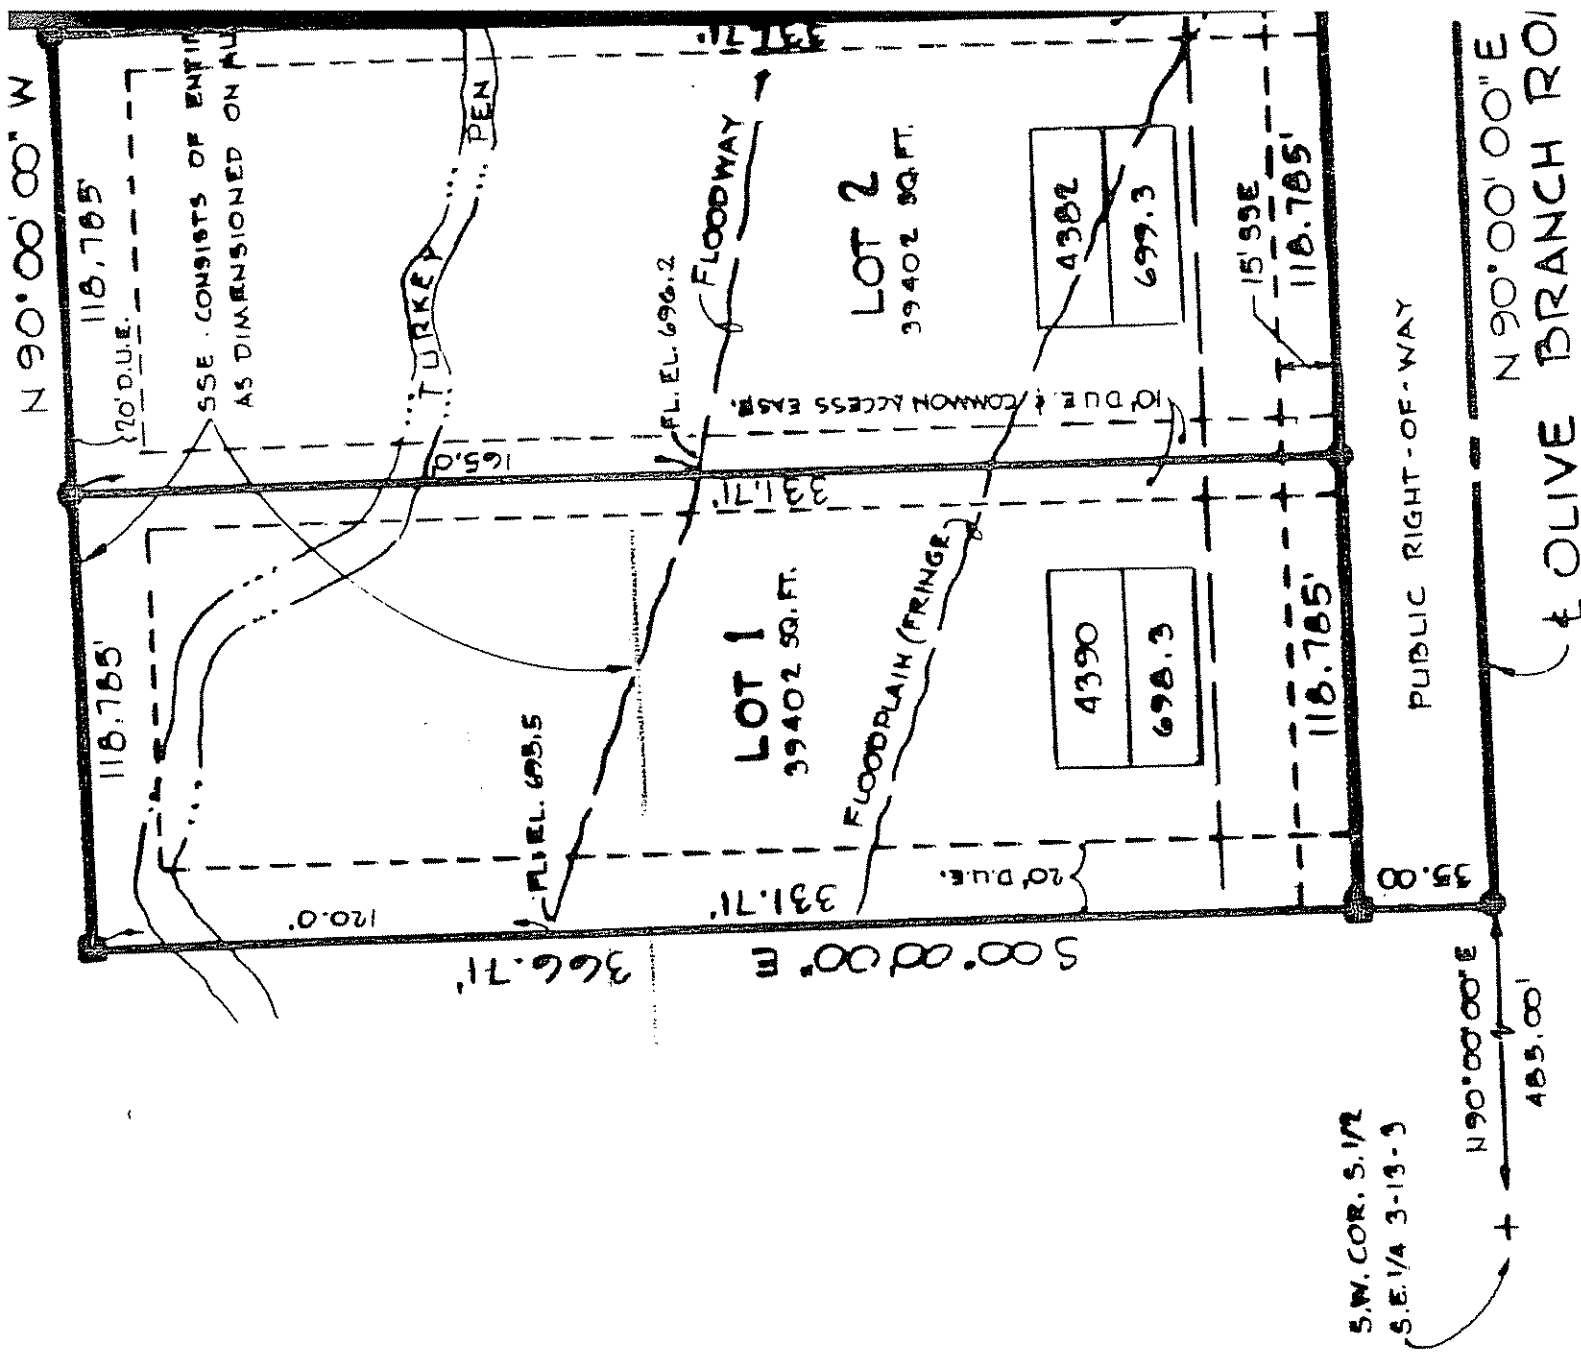 N 90°00'00" W
118.785'
118.785'
20' D.U.E.
SSE. CONSISTS OF ENTIR
AS DIMENSIONED ON AL
TURKEY PEN
331.71'
FLOODWAY
FL. EL. 696.2
165.0'
331.71'
LOT 2
39402 SQ. FT.
4382
699.3
10' D.U.E. & COMMON ACCESS EASE.
15' SSE
118.785'
LOT 1
39402 SQ. FT.
FL. EL. 695.5
FLOODPLAIN (FRINGE)
4390
698.3
118.785'
120.0'
331.71'
20' D.U.E.
366.71'
S 00°00'00" E
PUBLIC RIGHT-OF-WAY
35.00
N 90°00'00" E
℄ OLIVE BRANCH RO
N 90°00'00" E
485.00'
S.W. COR. S. 1/2
S.E. 1/4 3-13-3